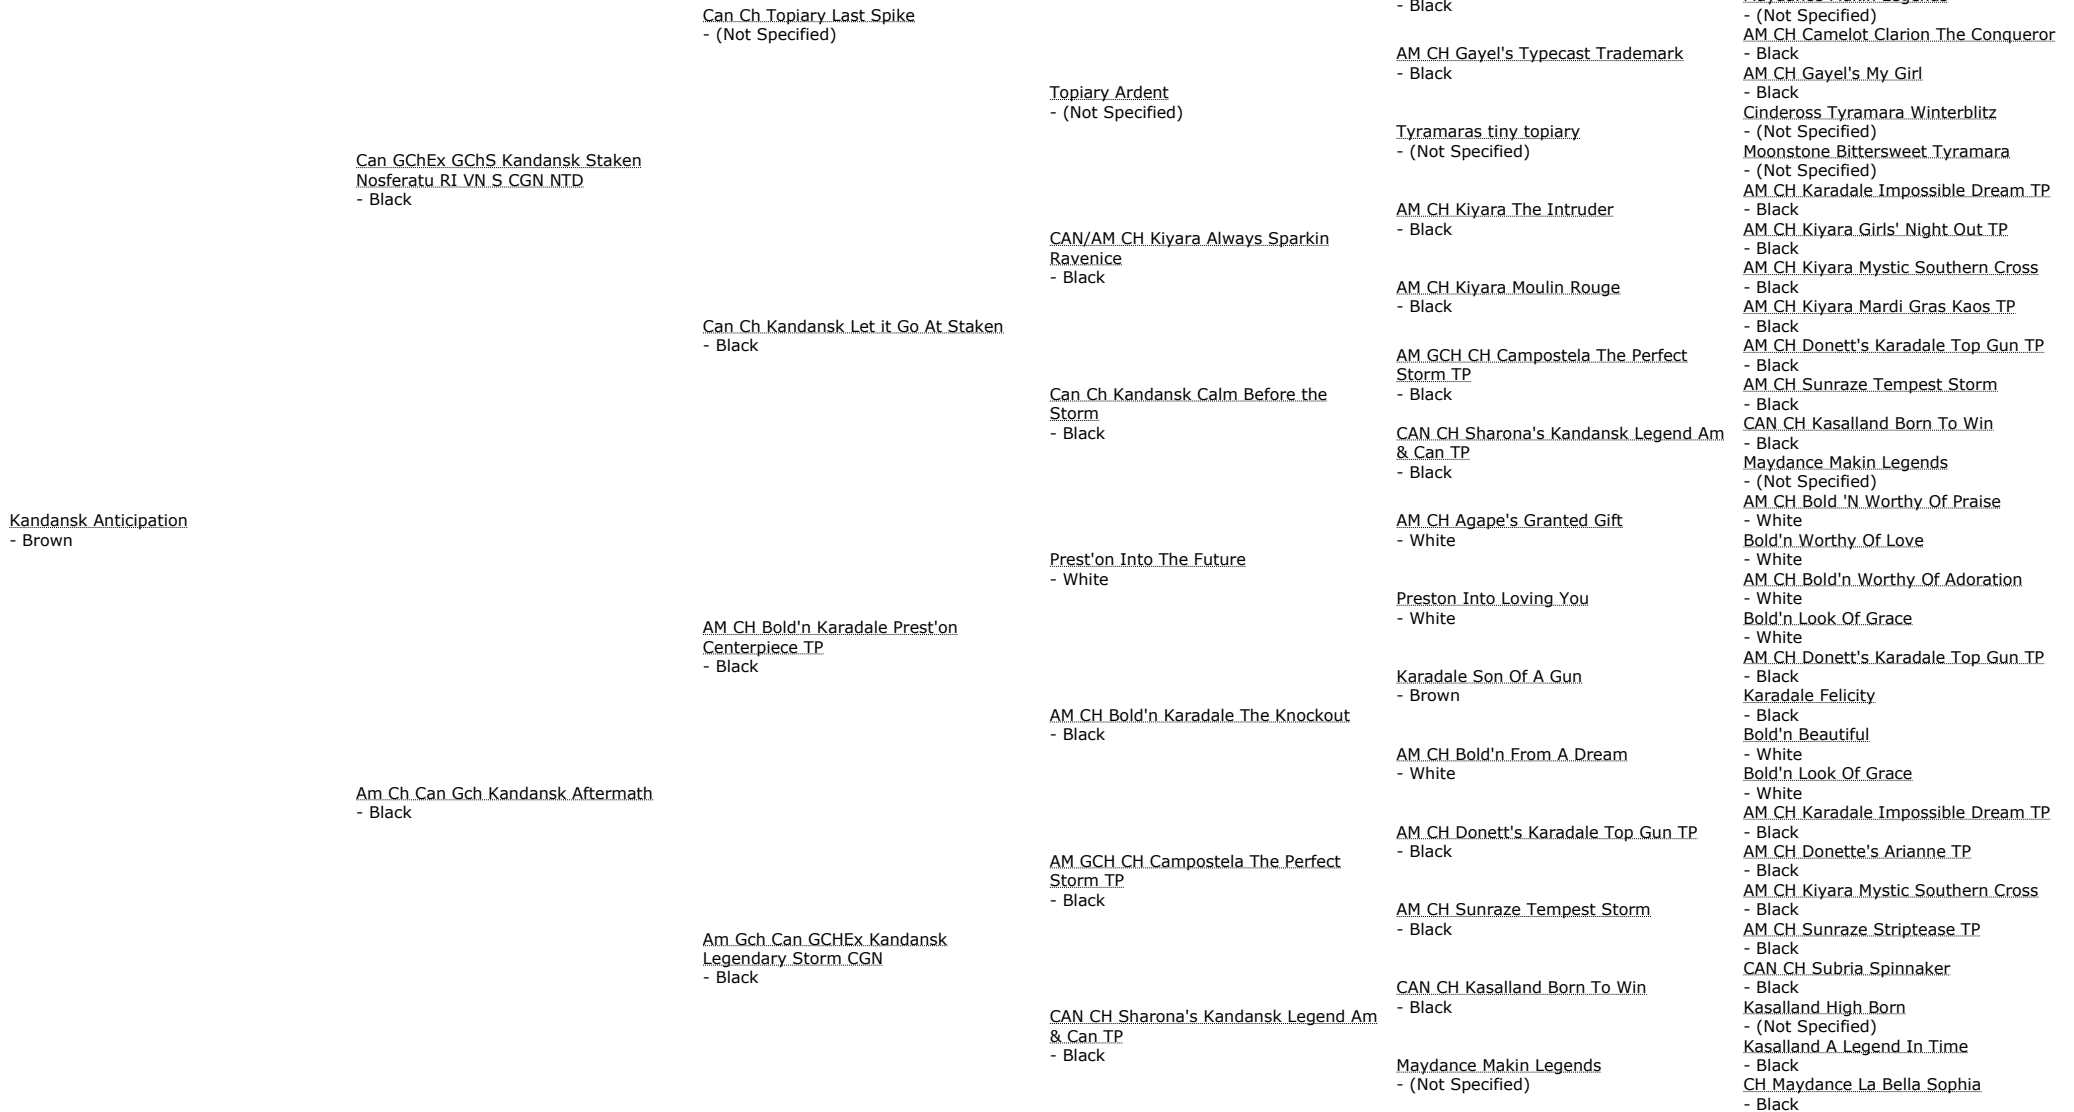 Kandansk Anticipation
- Brown
Can GChEx GChS Kandansk Staken
Nosferatu RI VN S CGN NTD
- Black
Am Ch Can Gch Kandansk Aftermath
- Black
Can Ch Topiary Last Spike
- (Not Specified)
Can Ch Kandansk Let it Go At Staken
- Black
AM CH Bold'n Karadale Prest'on
Centerpiece TP
- Black
Am Gch Can GCHEx Kandansk
Legendary Storm CGN
- Black
Topiary Ardent
- (Not Specified)
CAN/AM CH Kiyara Always Sparkin
Ravenice
- Black
Can Ch Kandansk Calm Before the
Storm
- Black
Prest'on Into The Future
- White
AM CH Bold'n Karadale The Knockout
- Black
AM GCH CH Campostela The Perfect
Storm TP
- Black
CAN CH Sharona's Kandansk Legend Am
& Can TP
- Black
- Black
AM CH Gayel's Typecast Trademark
- Black
Tyramaras tiny topiary
- (Not Specified)
AM CH Kiyara The Intruder
- Black
AM CH Kiyara Moulin Rouge
- Black
AM GCH CH Campostela The Perfect
Storm TP
- Black
CAN CH Sharona's Kandansk Legend Am
& Can TP
- Black
AM CH Agape's Granted Gift
- White
Preston Into Loving You
- White
Karadale Son Of A Gun
- Brown
AM CH Bold'n From A Dream
- White
AM CH Donett's Karadale Top Gun TP
- Black
AM CH Sunraze Tempest Storm
- Black
CAN CH Kasalland Born To Win
- Black
Maydance Makin Legends
- (Not Specified)
- (Not Specified)
AM CH Camelot Clarion The Conqueror
- Black
AM CH Gayel's My Girl
- Black
Cindeross Tyramara Winterblitz
- (Not Specified)
Moonstone Bittersweet Tyramara
- (Not Specified)
AM CH Karadale Impossible Dream TP
- Black
AM CH Kiyara Girls' Night Out TP
- Black
AM CH Kiyara Mystic Southern Cross
- Black
AM CH Kiyara Mardi Gras Kaos TP
- Black
AM CH Donett's Karadale Top Gun TP
- Black
AM CH Sunraze Tempest Storm
- Black
CAN CH Kasalland Born To Win
- Black
Maydance Makin Legends
- (Not Specified)
AM CH Bold 'N Worthy Of Praise
- White
Bold'n Worthy Of Love
- White
AM CH Bold'n Worthy Of Adoration
- White
Bold'n Look Of Grace
- White
AM CH Donett's Karadale Top Gun TP
- Black
Karadale Felicity
- Black
Bold'n Beautiful
- White
Bold'n Look Of Grace
- White
AM CH Karadale Impossible Dream TP
- Black
AM CH Donette's Arianne TP
- Black
AM CH Kiyara Mystic Southern Cross
- Black
AM CH Sunraze Striptease TP
- Black
CAN CH Subria Spinnaker
- Black
Kasalland High Born
- (Not Specified)
Kasalland A Legend In Time
- Black
CH Maydance La Bella Sophia
- Black